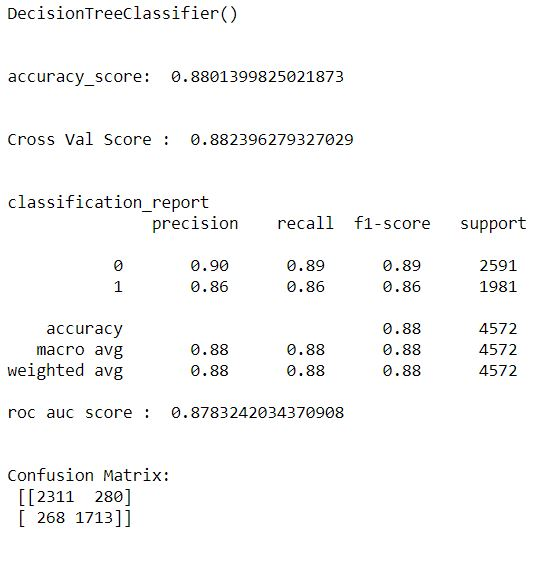 DecisionTreeClassifier()
accuracy_score:  0.8801399825021873
Cross Val Score :  0.882396279327029
classification_report
              precision    recall  f1-score   support
           0       0.90      0.89      0.89      2591
           1       0.86      0.86      0.86      1981
    accuracy                           0.88      4572
   macro avg       0.88      0.88      0.88      4572
weighted avg       0.88      0.88      0.88      4572
roc auc score :  0.8783242034370908
Confusion Matrix:
 [[2311  280]
 [ 268 1713]]